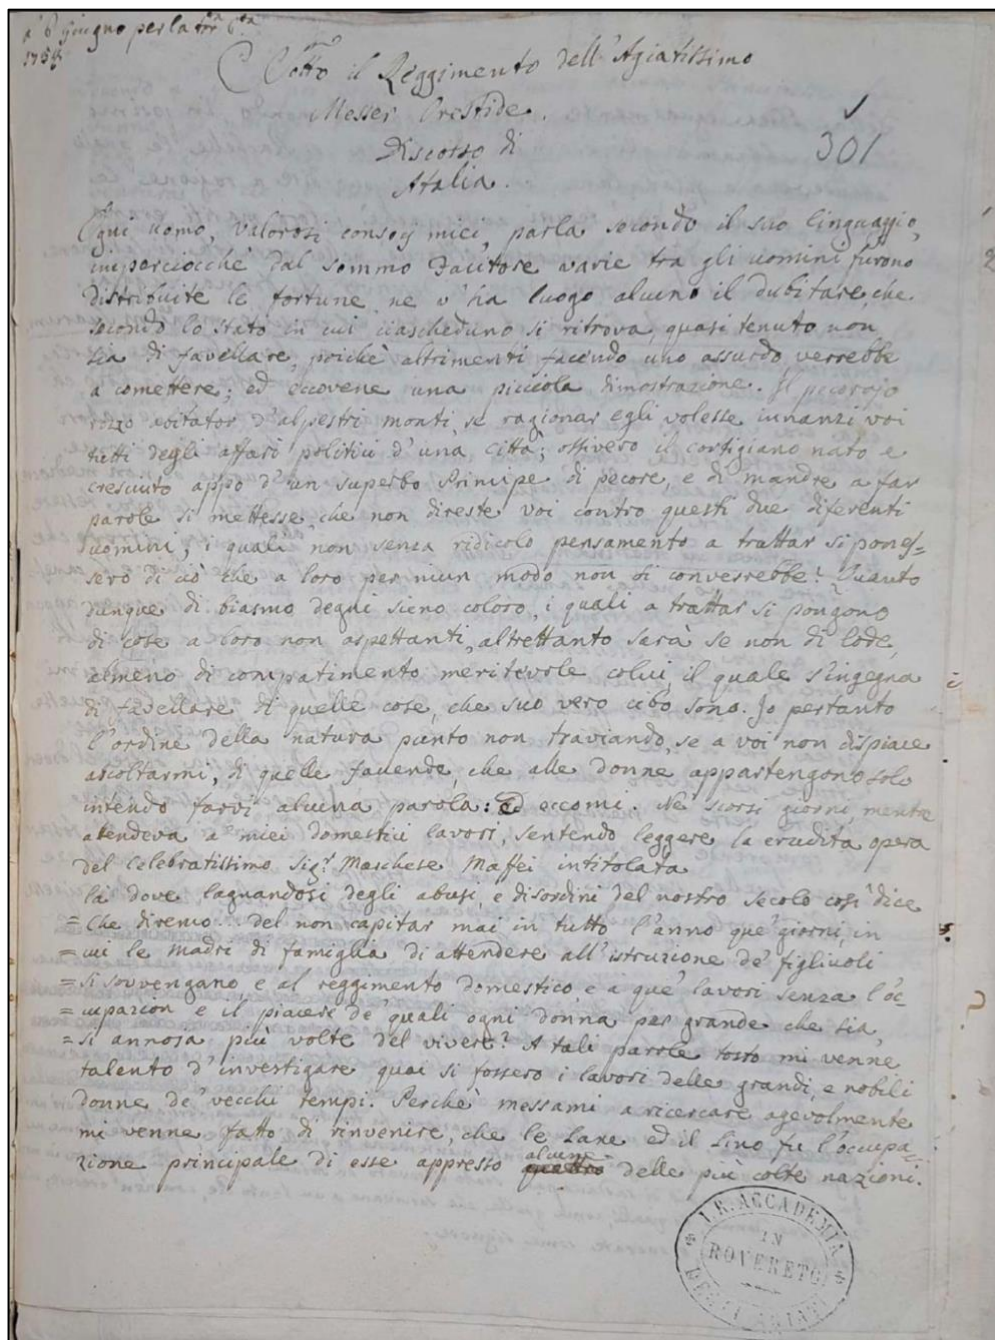 a' 6 Giugno per la 6ta
1753
Sotto il Reggimento dell'Agiatissimo
Messer Orestide.
Discorso di
Atalia.
301
Ogni uomo, valorosi consocij miei, parla secondo il suo linguaggio,
imperciocchè dal sommo Facitore varie tra gli uomini furono
distribuite le fortune, ne v'ha luogo alcuno il dubitare, che
secondo lo stato in cui ciascheduno si ritrova, quasi tenuto non
sia di favellare, poichè altrimenti facendo uno assurdo verrebbe
a comettere; ed eccovene una picciola dimostrazione. Il pecorajo
rozzo abitator d'alpestri monti, se ragionar egli volesse innanzi voi
tutti degli affari politici d'una Città; ossivero il cortigiano nato e
cresciuto appo d'un superbo Principe di pecore, e di mandre a far
parole si mettesse, che non direste voi contro questi due diferenti
uomini, i quali non senza ridicolo pensamento a trattar si pones=
sero di ciò che a loro per niun modo non si converrebbe? Quanto
dunque di biasmo degni sieno coloro, i quali a trattar si pongono
di cose a loro non aspettanti, altrettanto sarà se non di lode,
almeno di compatimento meritevole colui, il quale s'ingegna
di favellare di quelle cose, che suo vero cibo sono. Io pertanto
l'ordine della natura punto non traviando, se a voi non dispiace
ascoltarmi, di quelle faccende, che alle donne appartengono solo
intendo farvi alcuna parola: ed eccomi. Ne' scorsi giorni, mentre
atendeva a' miei domestici lavori, sentendo leggere la erudita opera
del Celebratissimo Sigr. Marchese Maffei intitolata
là dove lagnandosi degli abusi, e disordini del nostro secolo così dice
= Che diremo.. del non capitar mai in tutto l'anno que' giorni, in
= cui le madri di famiglia di attendere all'istruzione de' figliuoli
= si sovvengano e al reggimento domestico, e a que' lavori senza l'oc=
= cupazion e il piacere de' quali ogni donna per grande che sia,
= si annoja più volte del vivere? A tali parole tosto mi venne
talento d'investigare quai si fossero i lavori delle grandi, e nobili
donne de' vecchi tempi. Perchè messami a ricercare agevolmente
mi venne fatto di rinvenire, che le Lane ed il Lino fu l'occupa=
zione principale di esse appresso alcune delle più colte nazioni.
I. R. ACCADEMIA
IN
ROVERETO
DEGLI AGIATI